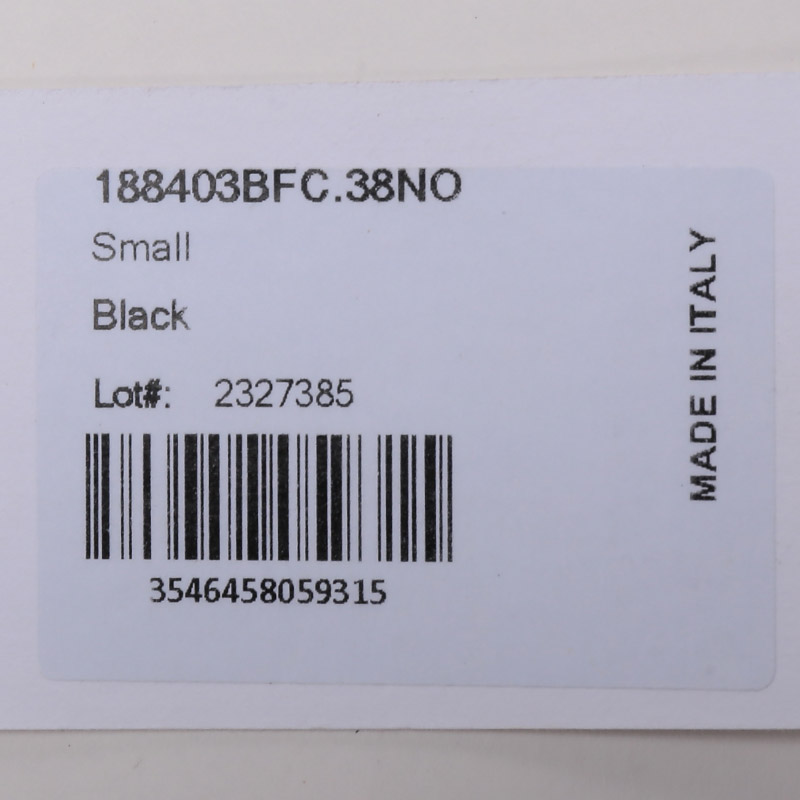 188403BFC.38NO
Small
Black
Lot#: 2327385
3546458059315
MADE IN ITALY